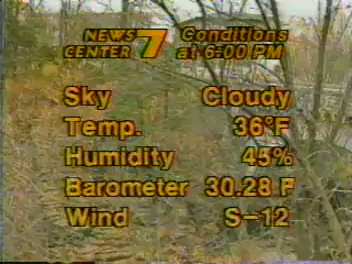 NEWS CENTER 7 Conditions at 6:00 PM
Sky Cloudy
Temp. 36°F
Humidity 45%
Barometer 30.28 F
Wind S-12